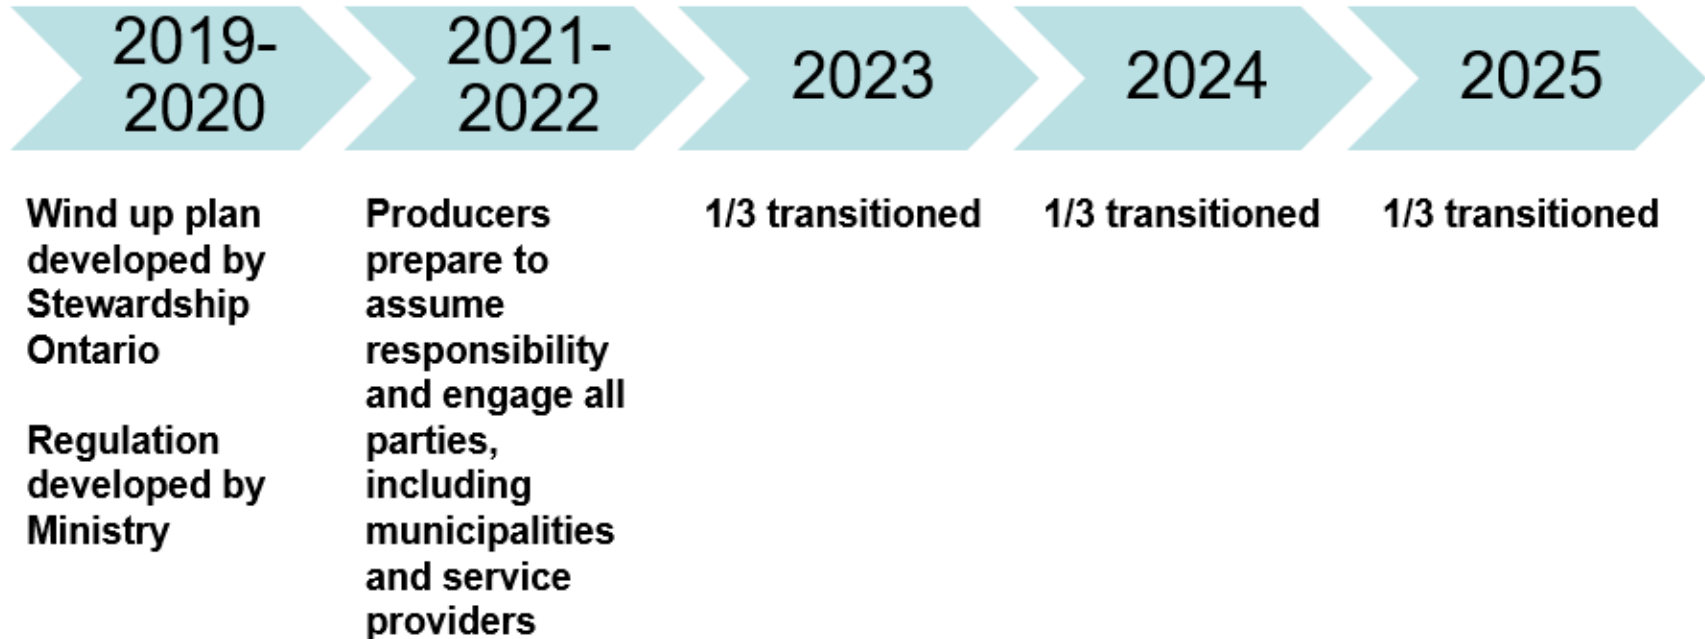 2019-
2020
2021-
2022
2023
2024
2025
Wind up plan
developed by
Stewardship
Ontario
Regulation
developed by
Ministry
Producers
prepare to
assume
responsibility
and engage all
parties,
including
municipalities
and service
providers
1/3 transitioned
1/3 transitioned
1/3 transitioned